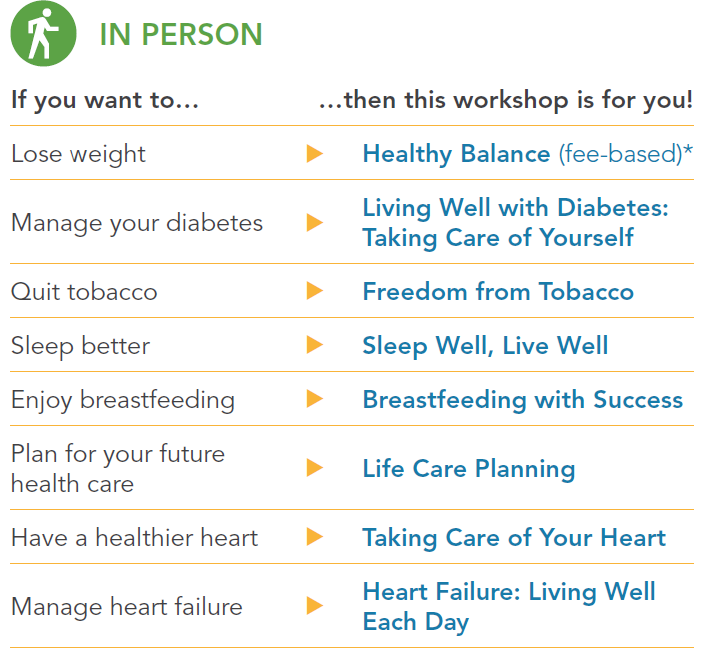 IN PERSON
If you want to… …then this workshop is for you!
Lose weight Healthy Balance (fee-based)*
Manage your diabetes Living Well with Diabetes:
Taking Care of Yourself
Quit tobacco Freedom from Tobacco
Sleep better Sleep Well, Live Well
Enjoy breastfeeding Breastfeeding with Success
Plan for your future
health care Life Care Planning
Have a healthier heart Taking Care of Your Heart
Manage heart failure Heart Failure: Living Well
Each Day